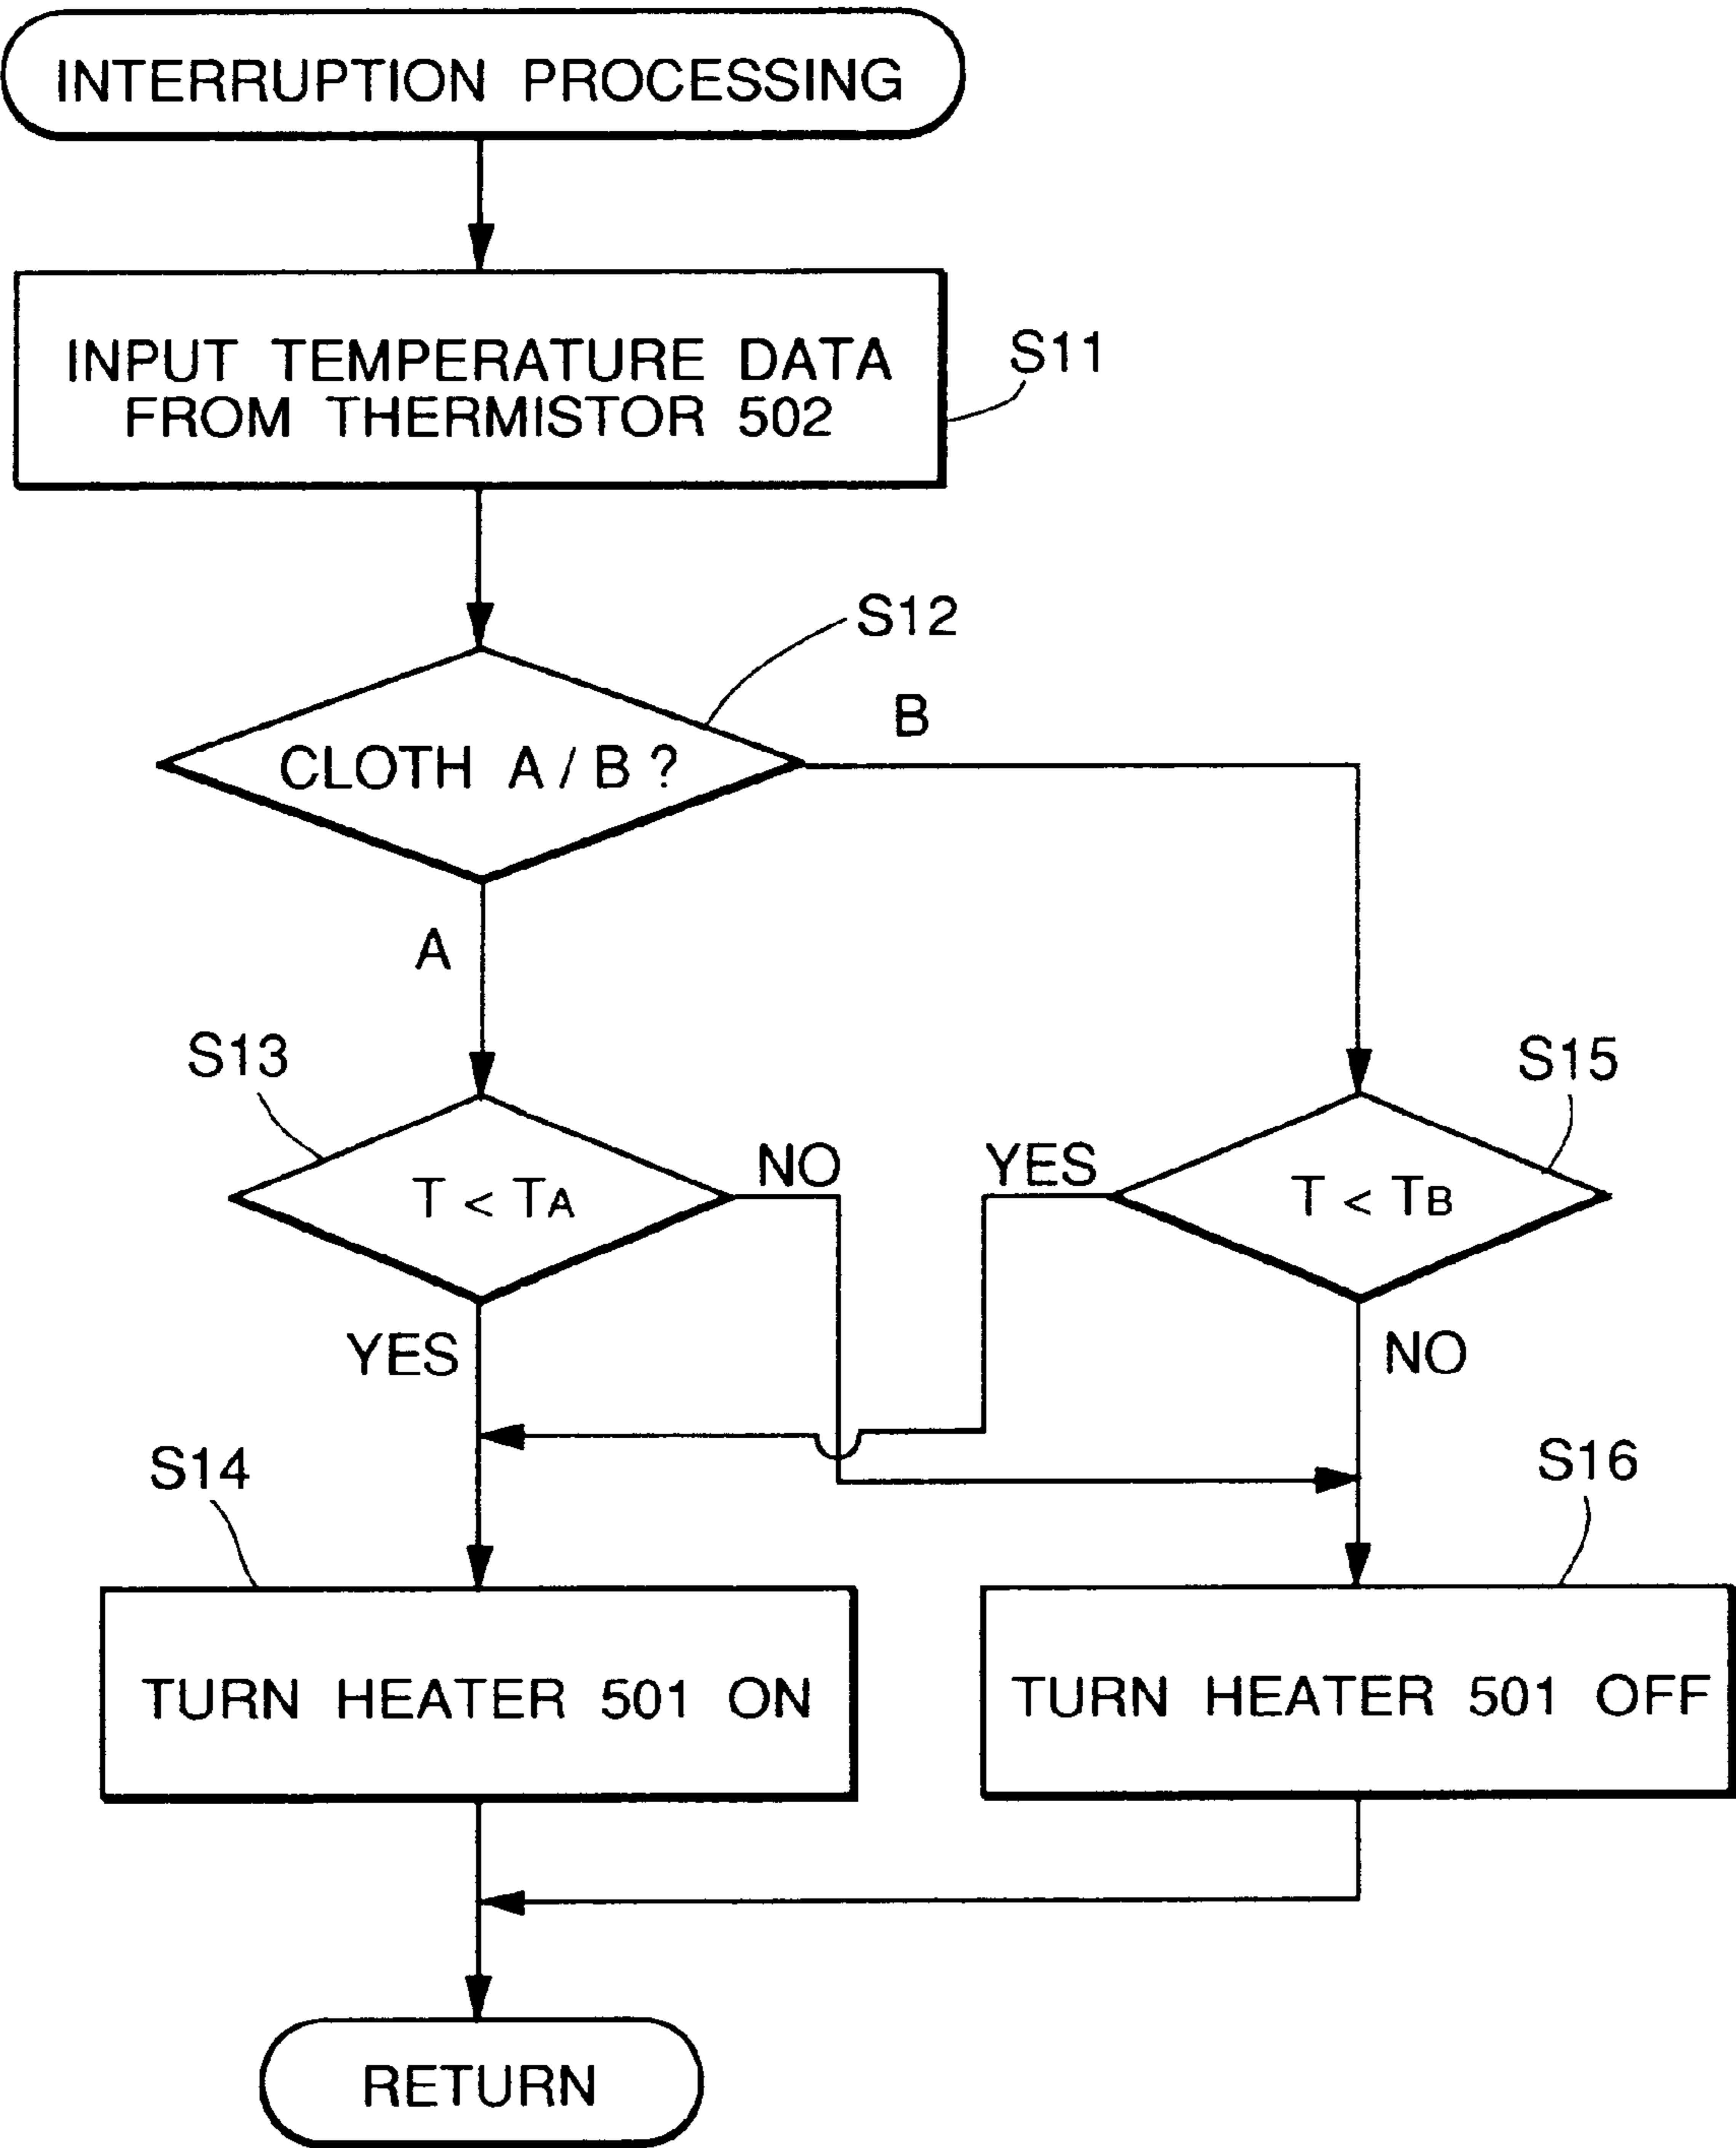 INTERRUPTION PROCESSING
INPUT TEMPERATURE DATA
FROM THERMISTOR 502
S11
S12
CLOTH A / B ?
B
A
S13
S15
T < TA
NO
YES
T < TB
YES
NO
S14
S16
TURN HEATER 501 ON
TURN HEATER 501 OFF
RETURN